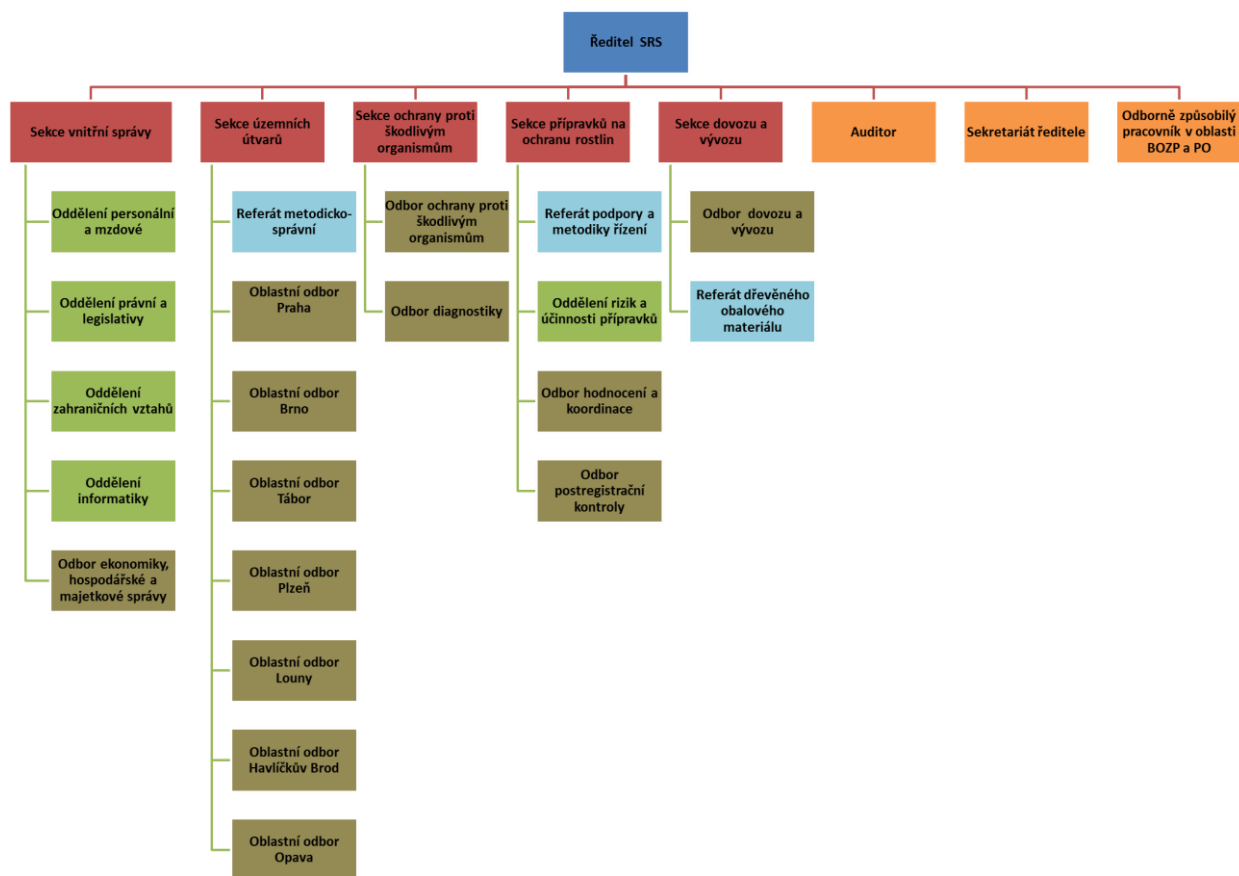 Ředitel SRS
Sekce vnitřní správy
Sekce územních
útvarů
Sekce ochrany proti
škodlivým
organismům
Sekce přípravků na
ochranu rostlin
Sekce dovozu a
vývozu
Auditor
Sekretariát ředitele
Odborně způsobilý
pracovník v oblasti
BOZP a PO
Oddělení personální
a mzdové
Oddělení právní a
legislativy
Oddělení
zahraničních vztahů
Oddělení
informatiky
Odbor ekonomiky,
hospodářské a
majetkové správy
Referát metodicko-
správní
Oblastní odbor
Praha
Oblastní odbor
Brno
Oblastní odbor
Tábor
Oblastní odbor
Plzeň
Oblastní odbor
Louny
Oblastní odbor
Havlíčkův Brod
Oblastní odbor
Opava
Odbor ochrany proti
škodlivým
organismům
Odbor diagnostiky
Referát podpory a
metodiky řízení
Oddělení rizik a
účinnosti přípravků
Odbor hodnocení a
koordinace
Odbor
postregistrační
kontroly
Odbor dovozu a
vývozu
Referát dřevěného
obalového
materiálu